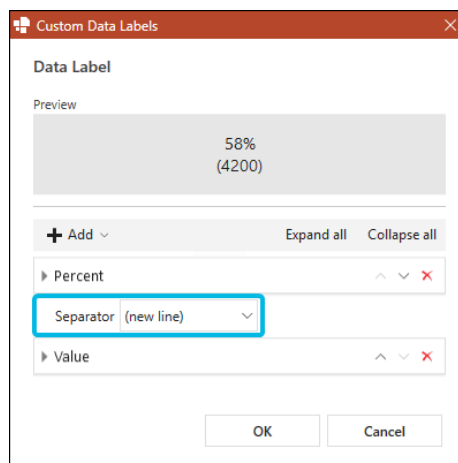 Custom Data Labels
Data Label
Preview
58%
(4200)
Add
Expand all Collapse all
Percent
Separator (new line)
Value
OK Cancel